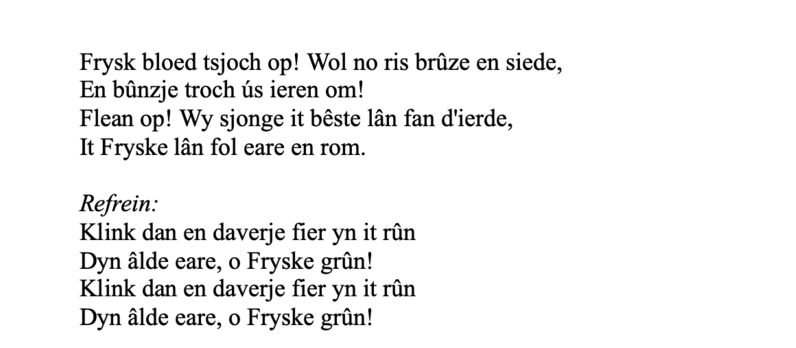 Frysk bloed tsjoch op! Wol no ris brûze en siede,
En bûnzje troch ús ieren om!
Flean op! Wy sjonge it bêste lân fan d'ierde,
It Fryske lân fol eare en rom.
Refrein:
Klink dan en daverje fier yn it rûn
Dyn âlde eare, o Fryske grûn!
Klink dan en daverje fier yn it rûn
Dyn âlde eare, o Fryske grûn!